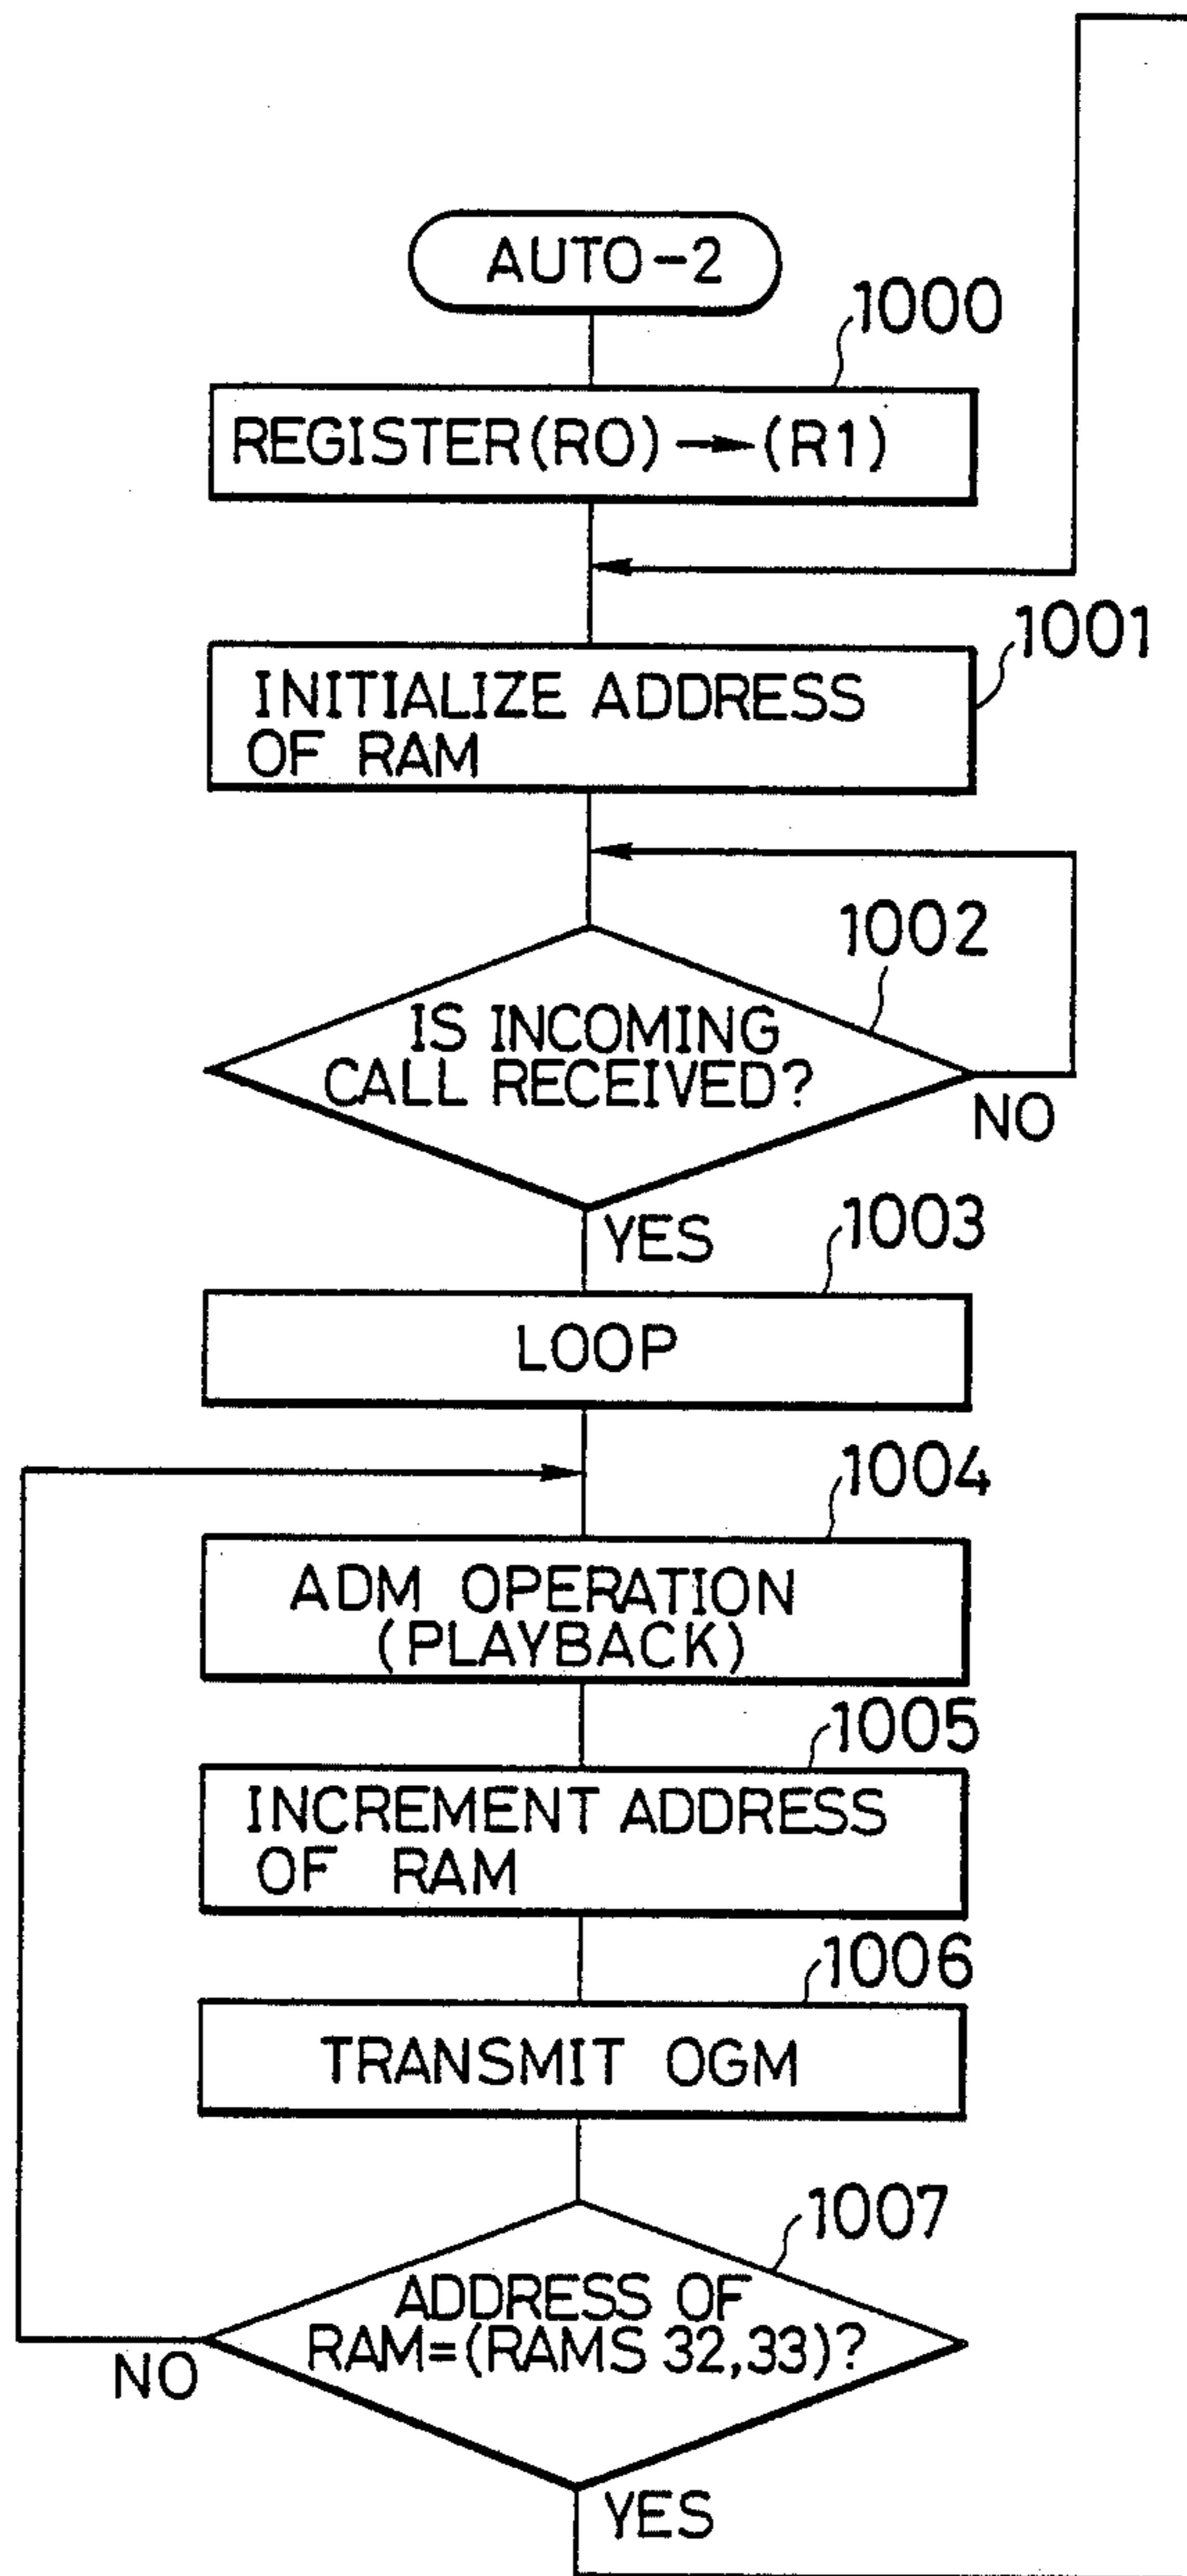 AUTO-2
1000
REGISTER(R0)→(R1)
1001
INITIALIZE ADDRESS
OF RAM
1002
IS INCOMING
CALL RECEIVED?
NO
YES
1003
LOOP
1004
ADM OPERATION
(PLAYBACK)
1005
INCREMENT ADDRESS
OF RAM
1006
TRANSMIT OGM
1007
ADDRESS OF
RAM=(RAMS 32,33)?
NO
YES